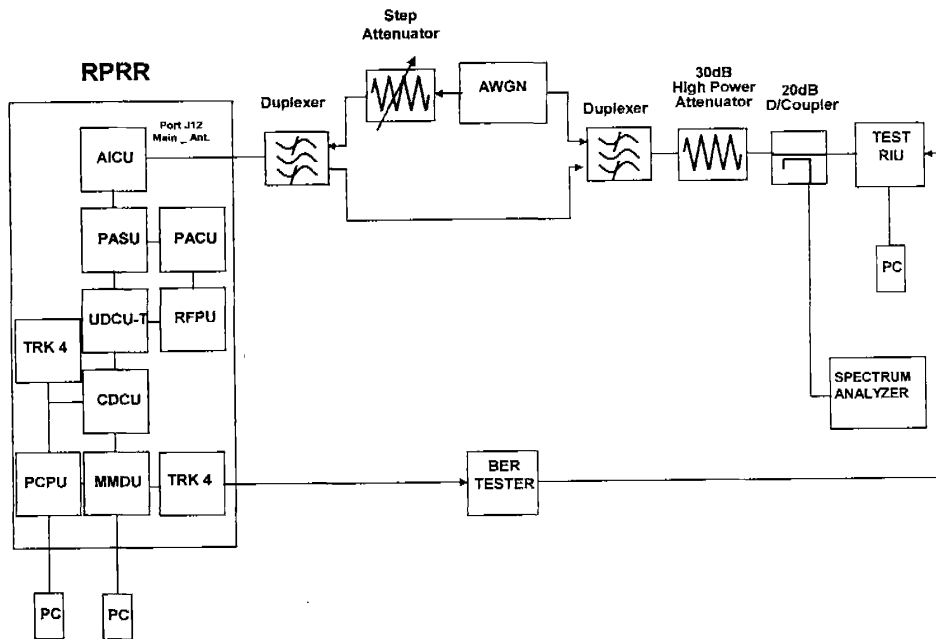 Step
Attenuator
30dB
High Power
Attenuator
20dB
D/Coupler
RPRR
Duplexer
AWGN
Duplexer
TEST
RIU
Port J12
Main _ Ant.
AICU
PASU
PACU
PC
UDCU-T
RFPU
TRK 4
CDCU
SPECTRUM
ANALYZER
PCPU
MMDU
TRK 4
BER
TESTER
PC
PC